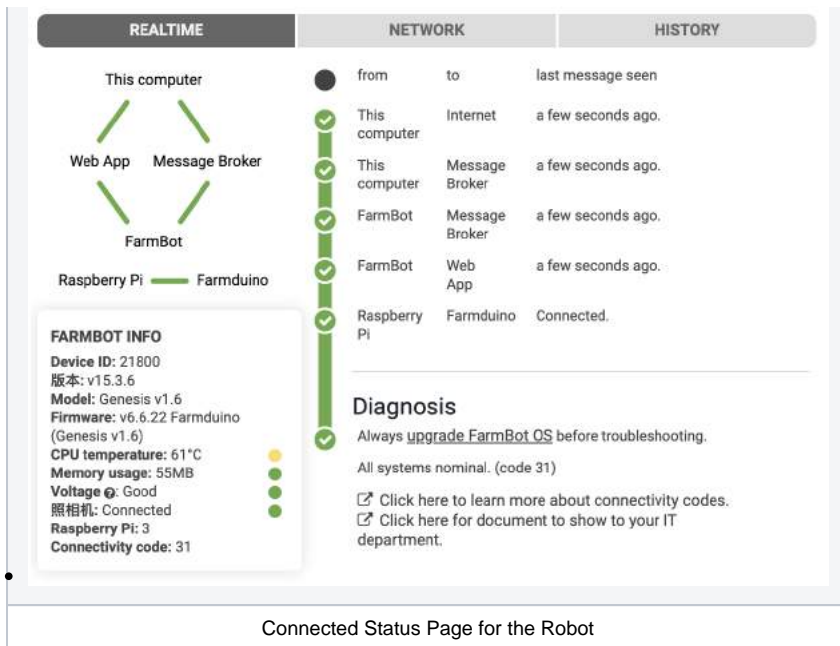 REALTIME
NETWORK
HISTORY
This computer
Web App
Message Broker
FarmBot
Raspberry Pi
Farmduino
FARMBOT INFO
Device ID: 21800
版本: v15.3.6
Model: Genesis v1.6
Firmware: v6.6.22 Farmduino
(Genesis v1.6)
CPU temperature: 61°C
Memory usage: 55MB
Voltage ?: Good
照相机: Connected
Raspberry Pi: 3
Connectivity code: 31
from to last message seen
This Internet a few seconds ago.
computer
This Message a few seconds ago.
computer Broker
FarmBot Message a few seconds ago.
Broker
FarmBot Web a few seconds ago.
App
Raspberry Farmduino Connected.
Pi
Diagnosis
Always upgrade FarmBot OS before troubleshooting.
All systems nominal. (code 31)
Click here to learn more about connectivity codes.
Click here for document to show to your IT
department.
Connected Status Page for the Robot